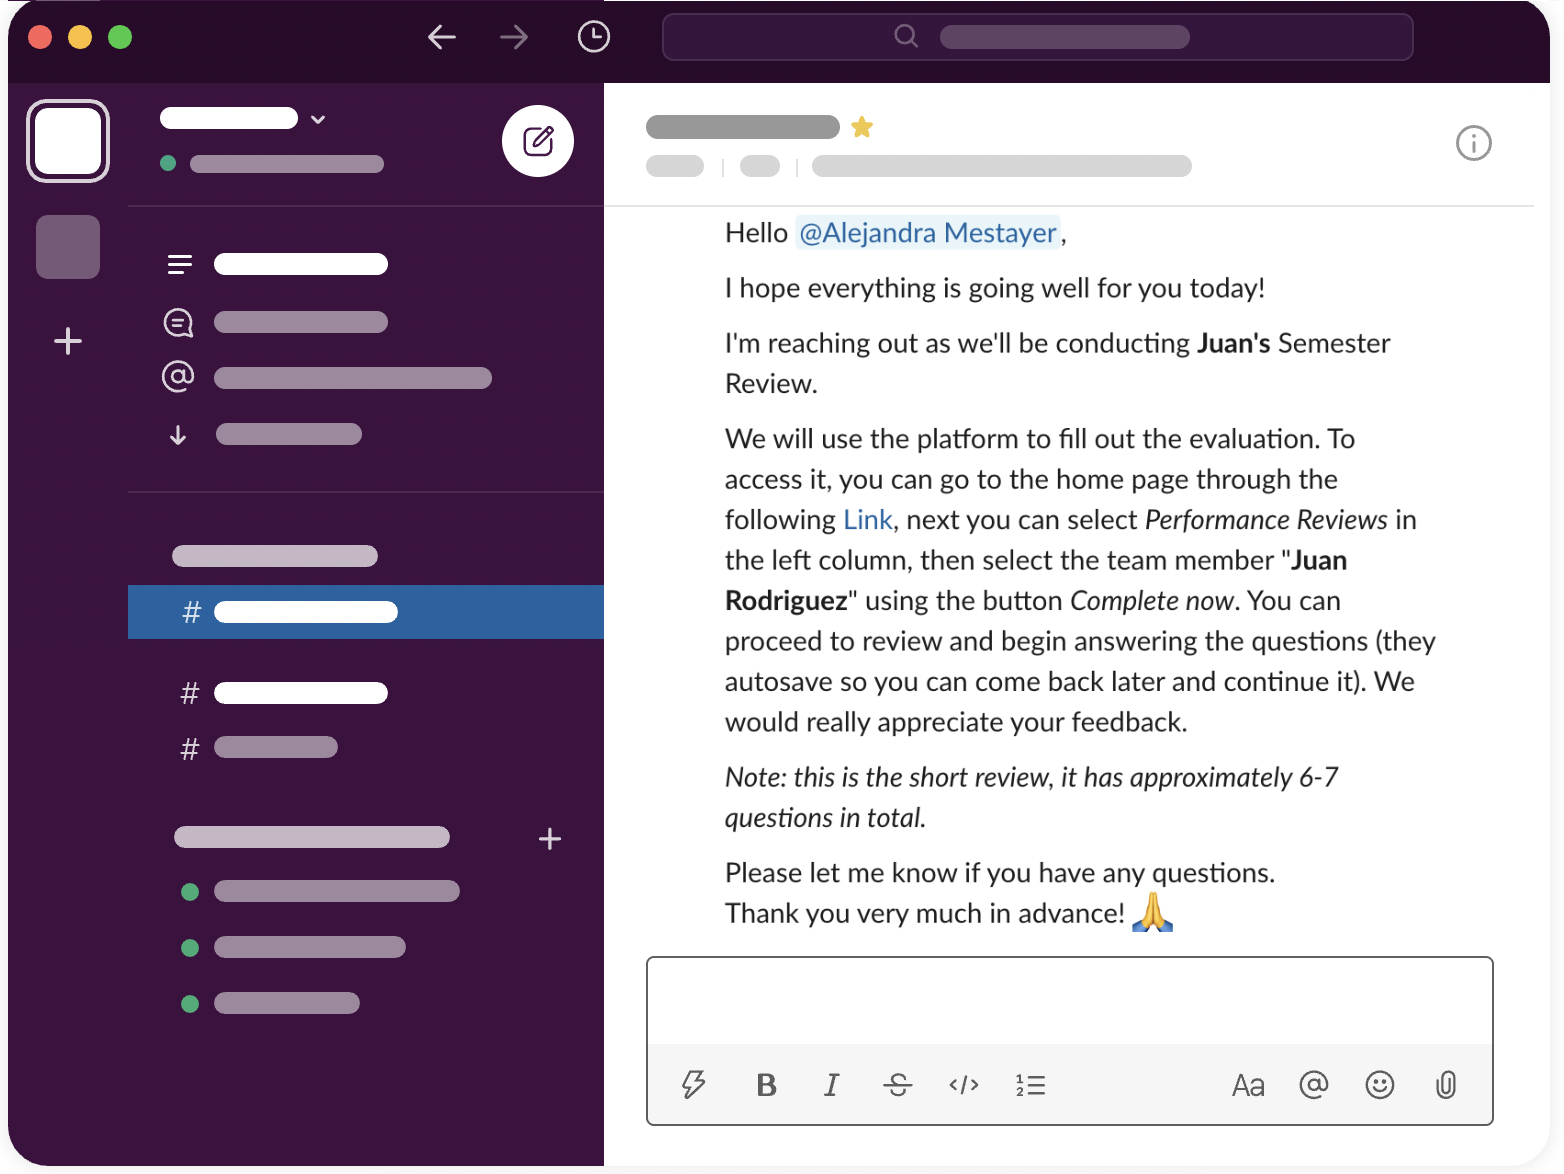 Hello @Alejandra Mestayer,
I hope everything is going well for you today!
I'm reaching out as we'll be conducting Juan's Semester
Review.
We will use the platform to fill out the evaluation. To
access it, you can go to the home page through the
following Link, next you can select Performance Reviews in
the left column, then select the team member "Juan
Rodriguez" using the button Complete now. You can
proceed to review and begin answering the questions (they
autosave so you can come back later and continue it). We
would really appreciate your feedback.
Note: this is the short review, it has approximately 6-7
questions in total.
Please let me know if you have any questions.
Thank you very much in advance! 🙏
B I S </> Aa @